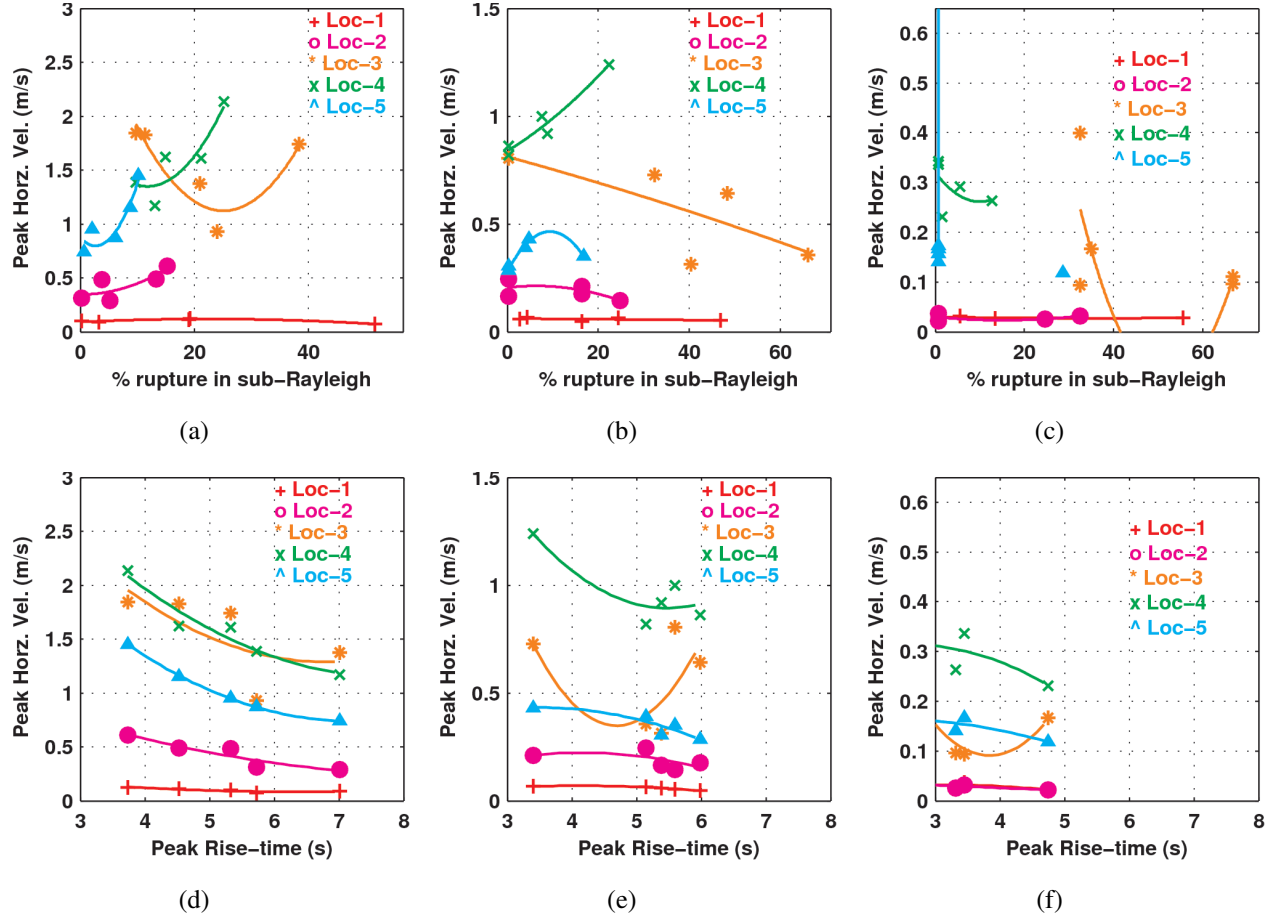 3
2.5
2
1.5
1
0.5
0
0
20
40
Peak Horz. Vel. (m/s)
% rupture in sub−Rayleigh
+ Loc−1
o Loc−2
* Loc−3
x Loc−4
^ Loc−5
(a)
1.5
1
0.5
0
0
20
40
60
Peak Horz. Vel. (m/s)
% rupture in sub−Rayleigh
+ Loc−1
o Loc−2
* Loc−3
x Loc−4
^ Loc−5
(b)
0.6
0.5
0.4
0.3
0.2
0.1
0
0
20
40
60
Peak Horz. Vel. (m/s)
% rupture in sub−Rayleigh
+ Loc−1
o Loc−2
* Loc−3
x Loc−4
^ Loc−5
(c)
3
2.5
2
1.5
1
0.5
0
3
4
5
6
7
8
Peak Horz. Vel. (m/s)
Peak Rise−time (s)
+ Loc−1
o Loc−2
* Loc−3
x Loc−4
^ Loc−5
(d)
1.5
1
0.5
0
3
4
5
6
7
8
Peak Horz. Vel. (m/s)
Peak Rise−time (s)
+ Loc−1
o Loc−2
* Loc−3
x Loc−4
^ Loc−5
(e)
0.6
0.5
0.4
0.3
0.2
0.1
0
3
4
5
6
7
8
Peak Horz. Vel. (m/s)
Peak Rise−time (s)
+ Loc−1
o Loc−2
* Loc−3
x Loc−4
^ Loc−5
(f)